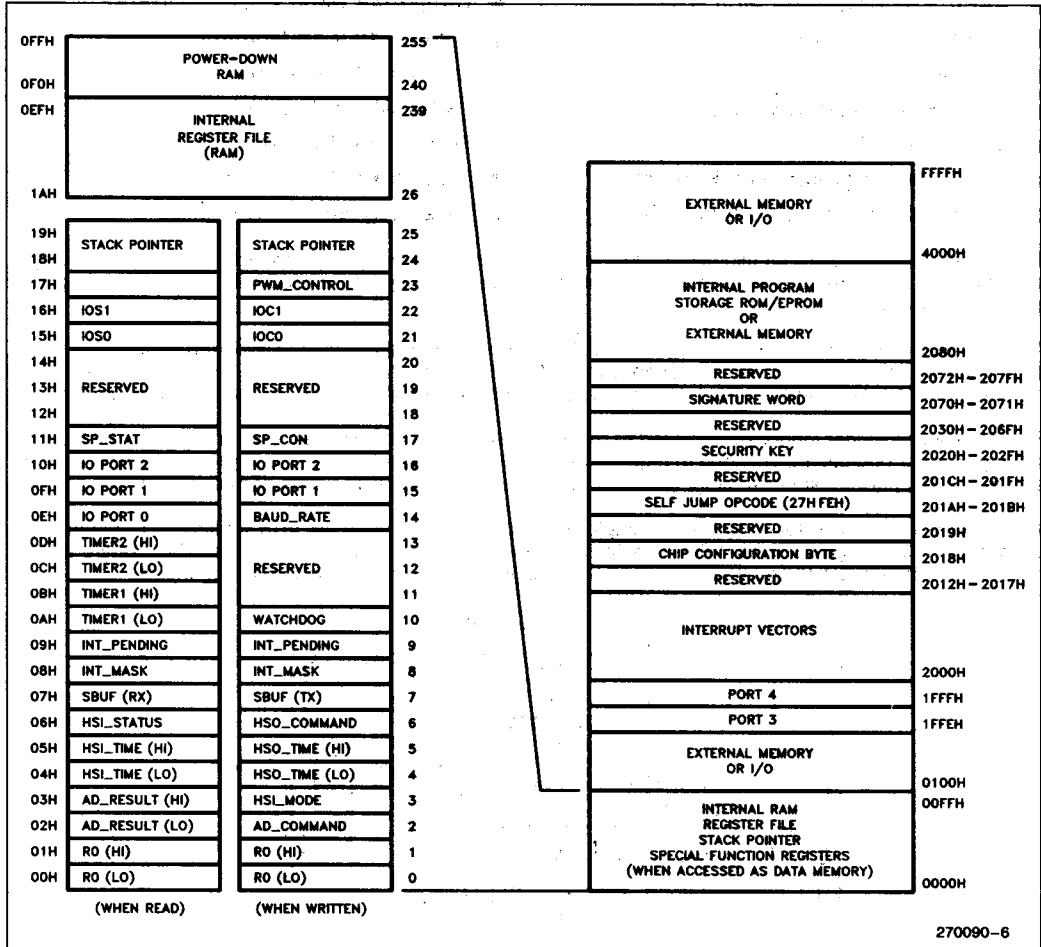 0FFH
POWER-DOWN
RAM
255
0F0H
240
0EFH
INTERNAL
REGISTER FILE
(RAM)
239
1AH
26
19H
STACK POINTER
STACK POINTER
25
18H
24
17H
PWM_CONTROL
23
16H
IOS1
IOC1
22
15H
IOS0
IOC0
21
14H
20
13H
RESERVED
RESERVED
19
12H
18
11H
SP_STAT
SP_CON
17
10H
IO PORT 2
IO PORT 2
16
0FH
IO PORT 1
IO PORT 1
15
0EH
IO PORT 0
BAUD_RATE
14
0DH
TIMER2 (HI)
13
0CH
TIMER2 (LO)
RESERVED
12
0BH
TIMER1 (HI)
11
0AH
TIMER1 (LO)
WATCHDOG
10
09H
INT_PENDING
INT_PENDING
9
08H
INT_MASK
INT_MASK
8
07H
SBUF (RX)
SBUF (TX)
7
06H
HSI_STATUS
HSO_COMMAND
6
05H
HSI_TIME (HI)
HSO_TIME (HI)
5
04H
HSI_TIME (LO)
HSO_TIME (LO)
4
03H
AD_RESULT (HI)
HSI_MODE
3
02H
AD_RESULT (LO)
AD_COMMAND
2
01H
R0 (HI)
R0 (HI)
1
00H
R0 (LO)
R0 (LO)
0
(WHEN READ)
(WHEN WRITTEN)
FFFFH
EXTERNAL MEMORY
OR I/O
4000H
INTERNAL PROGRAM
STORAGE ROM/EPROM
OR
EXTERNAL MEMORY
2080H
RESERVED
2072H-207FH
SIGNATURE WORD
2070H-2071H
RESERVED
2030H-206FH
SECURITY KEY
2020H-202FH
RESERVED
201CH-201FH
SELF JUMP OPCODE (27H FEH)
201AH-201BH
RESERVED
2019H
CHIP CONFIGURATION BYTE
2018H
RESERVED
2012H-2017H
INTERRUPT VECTORS
2000H
PORT 4
1FFFH
PORT 3
1FFEH
EXTERNAL MEMORY
OR I/O
0100H
00FFH
INTERNAL RAM
REGISTER FILE
STACK POINTER
SPECIAL FUNCTION REGISTERS
(WHEN ACCESSED AS DATA MEMORY)
0000H
270090-6